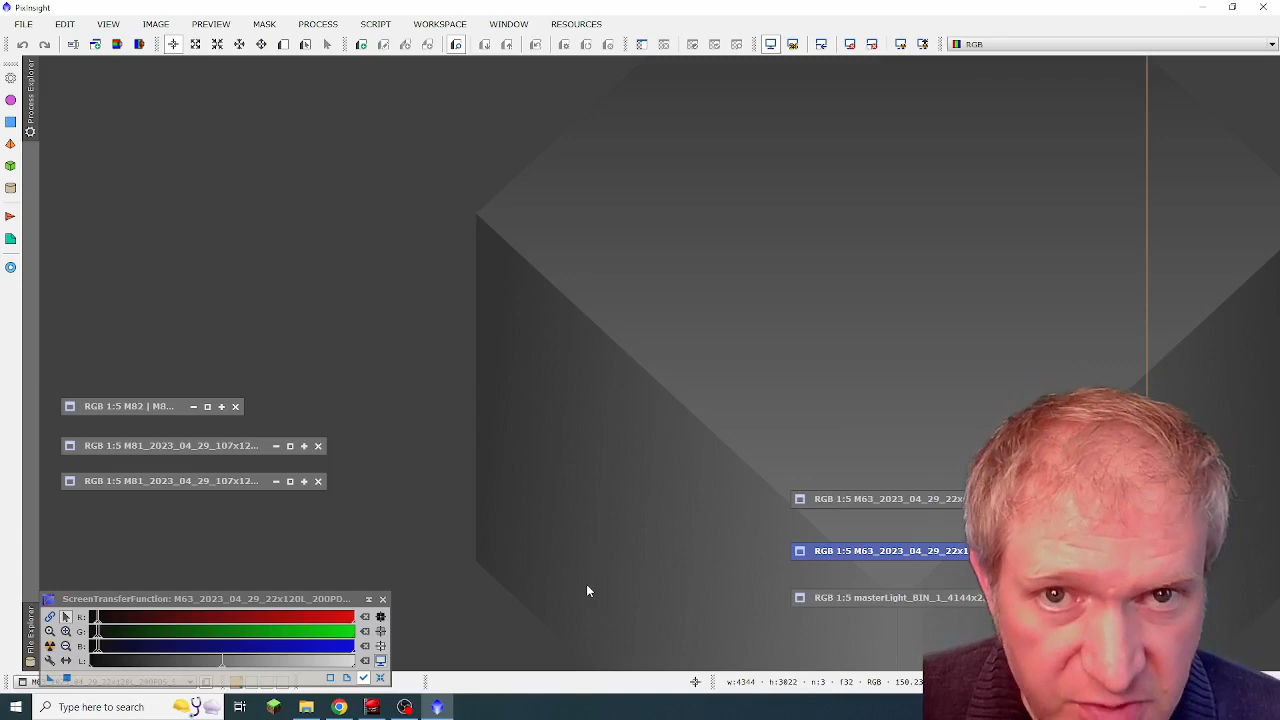 PixInsight
FILE EDIT VIEW IMAGE PREVIEW MASK PROCESS SCRIPT WORKSPACE WINDOW RESOURCES
RGB
Process Explorer
RGB 1:5 M82 | M8...
RGB 1:5 M81_2023_04_29_107x12...
RGB 1:5 M81_2023_04_29_107x12...
RGB 1:5 M63_2023_04_29_22x
RGB 1:5 M63_2023_04_29_22x1
RGB 1:5 masterLight_BIN_1_4144x2
File Explorer
ScreenTransferFunction: M63_2023_04_29_22x120L_200PD...
R:
G:
B:
L:
w:4344 · h:3022 · n:3 · f32 · RGB · 150.23
Type here to search